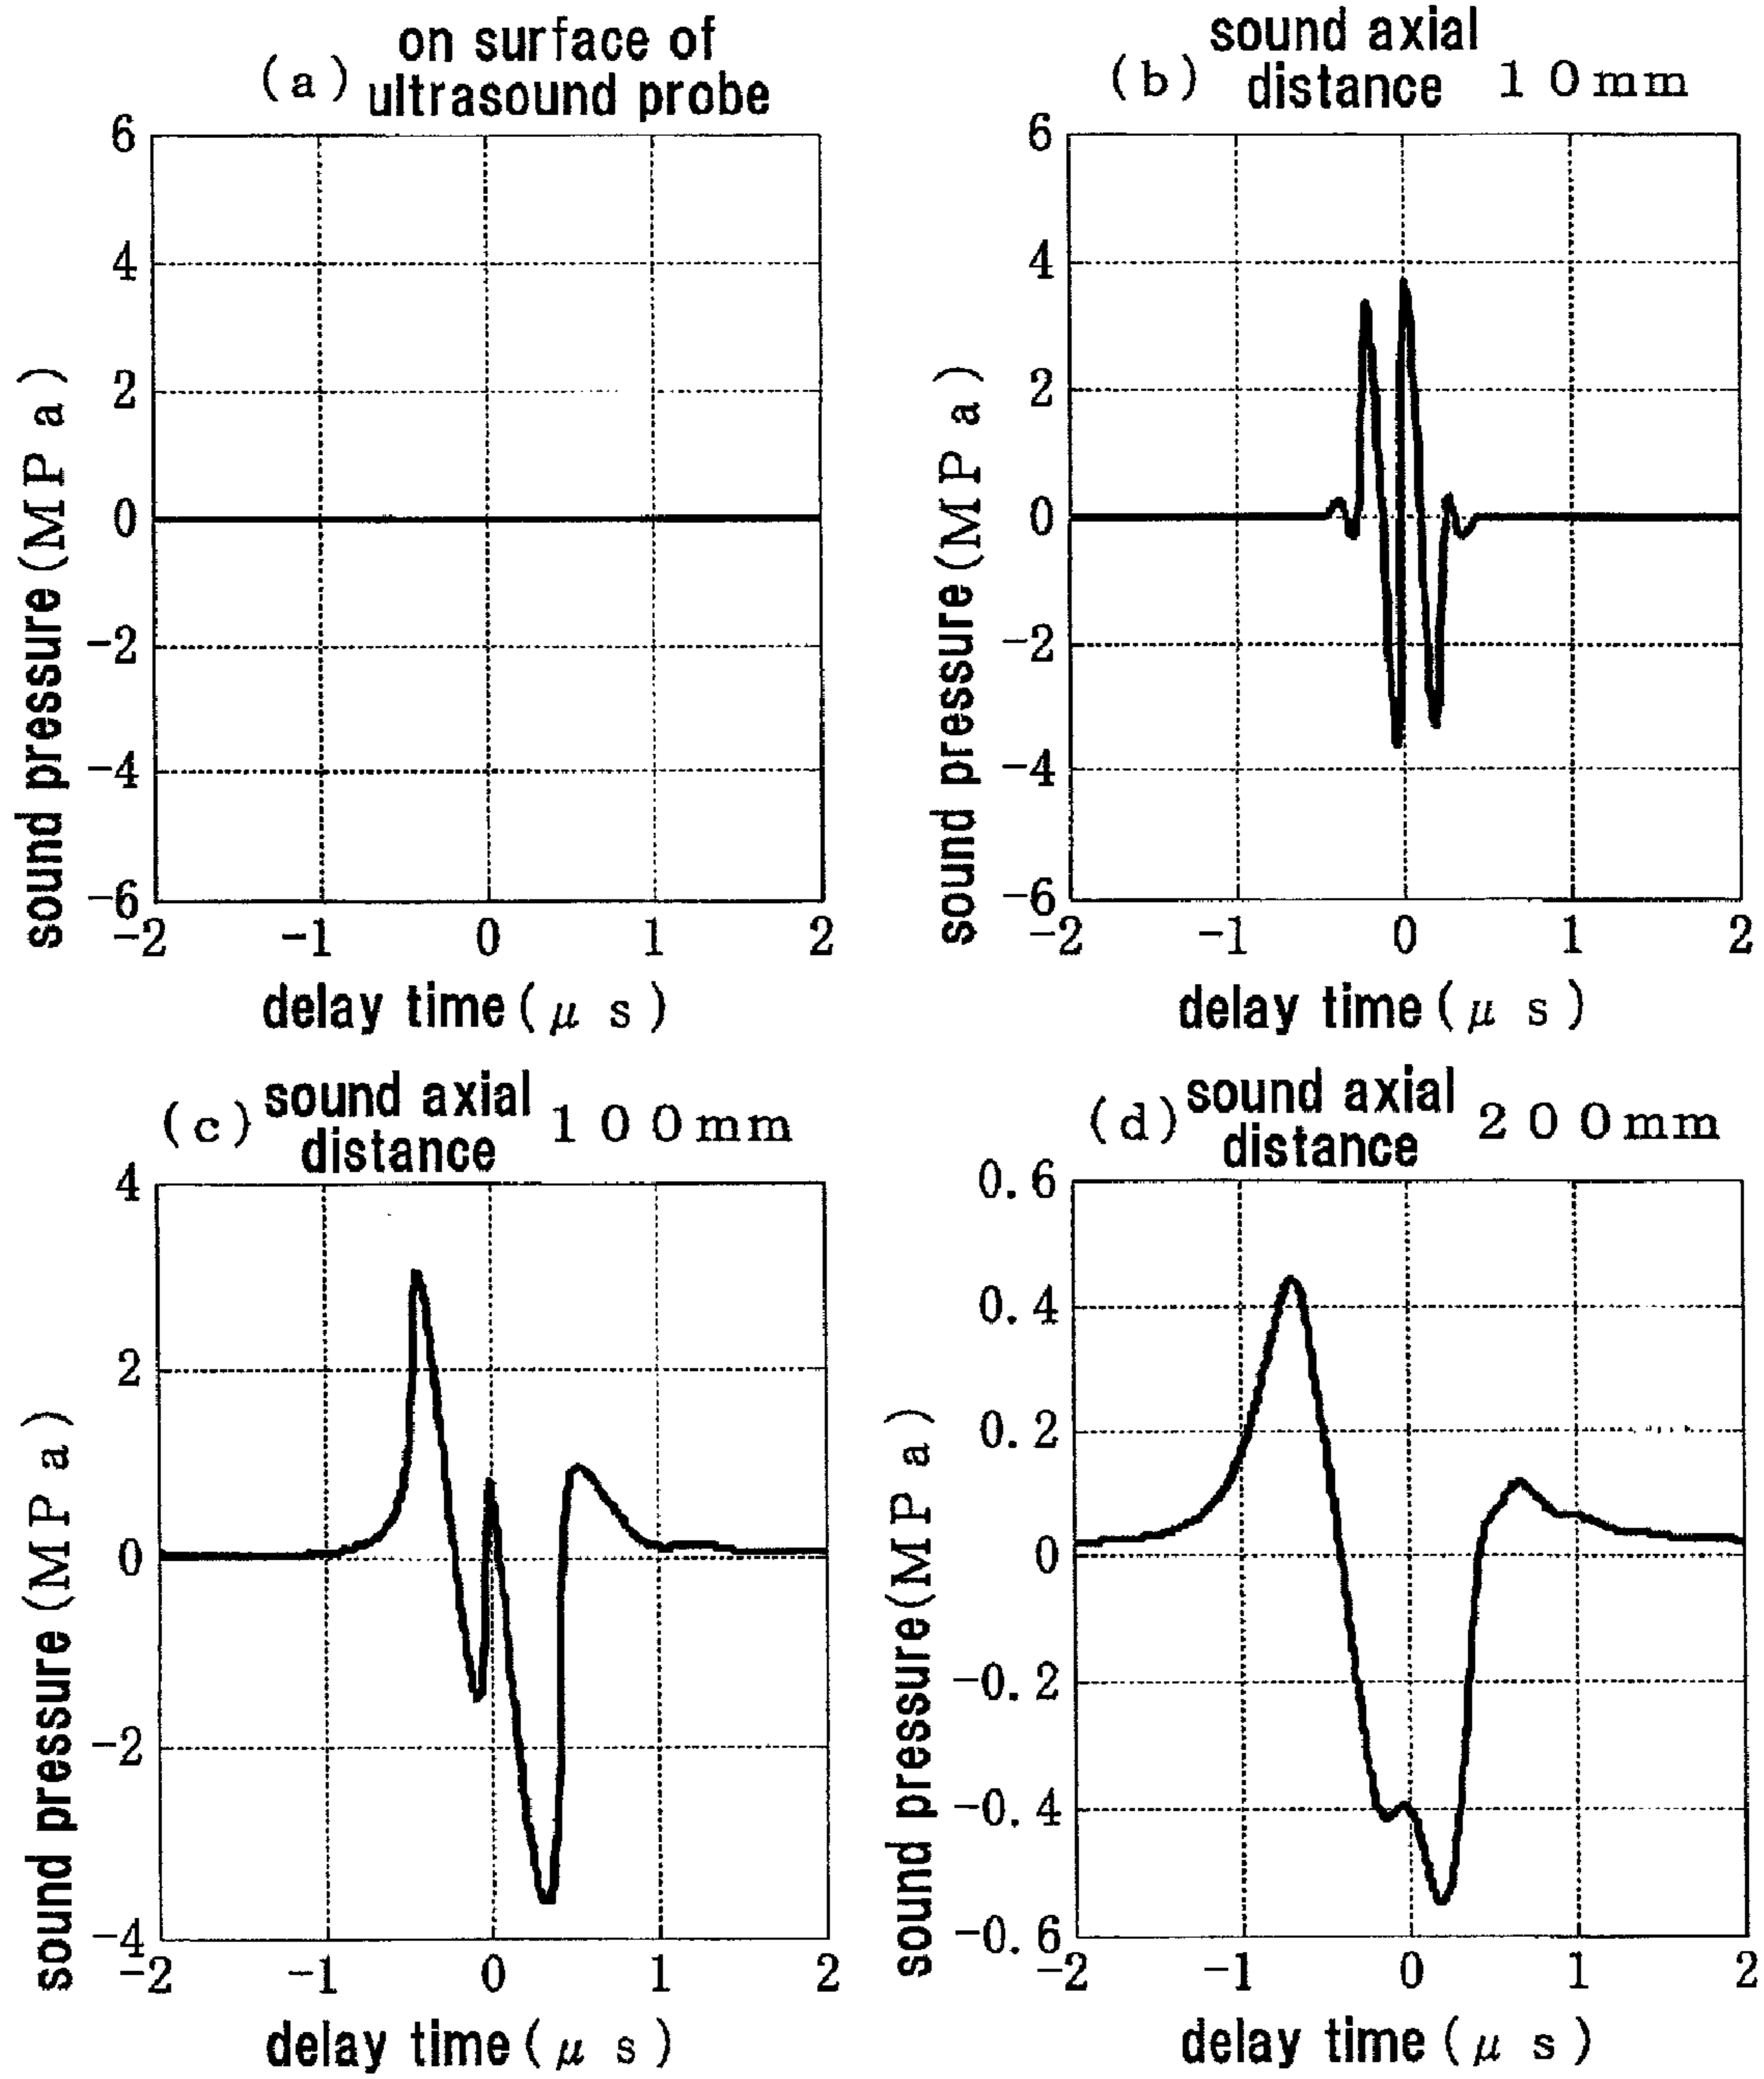 (a) on surface of
ultrasound probe
6
4
2
0
-2
-4
-6
-2 -1 0 1 2
sound pressure(MPa)
delay time(μs)
(b) sound axial
distance 10mm
6
4
2
0
-2
-4
-6
-2 -1 0 1 2
sound pressure(MPa)
delay time(μs)
(c) sound axial
distance 100mm
4
2
0
-2
-4
-2 -1 0 1 2
sound pressure(MPa)
delay time(μs)
(d) sound axial
distance 200mm
0.6
0.4
0.2
0
-0.2
-0.4
-0.6
-2 -1 0 1 2
sound pressure(MPa)
delay time(μs)